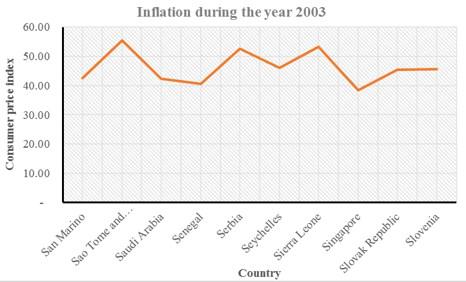 Inflation during the year 2003
Consumer price index
60.00
50.00
40.00
30.00
20.00
10.00
-
San Marino
Sao Tome and…
Saudi Arabia
Senegal
Serbia
Seychelles
Sierra Leone
Singapore
Slovak Republic
Slovenia
Country